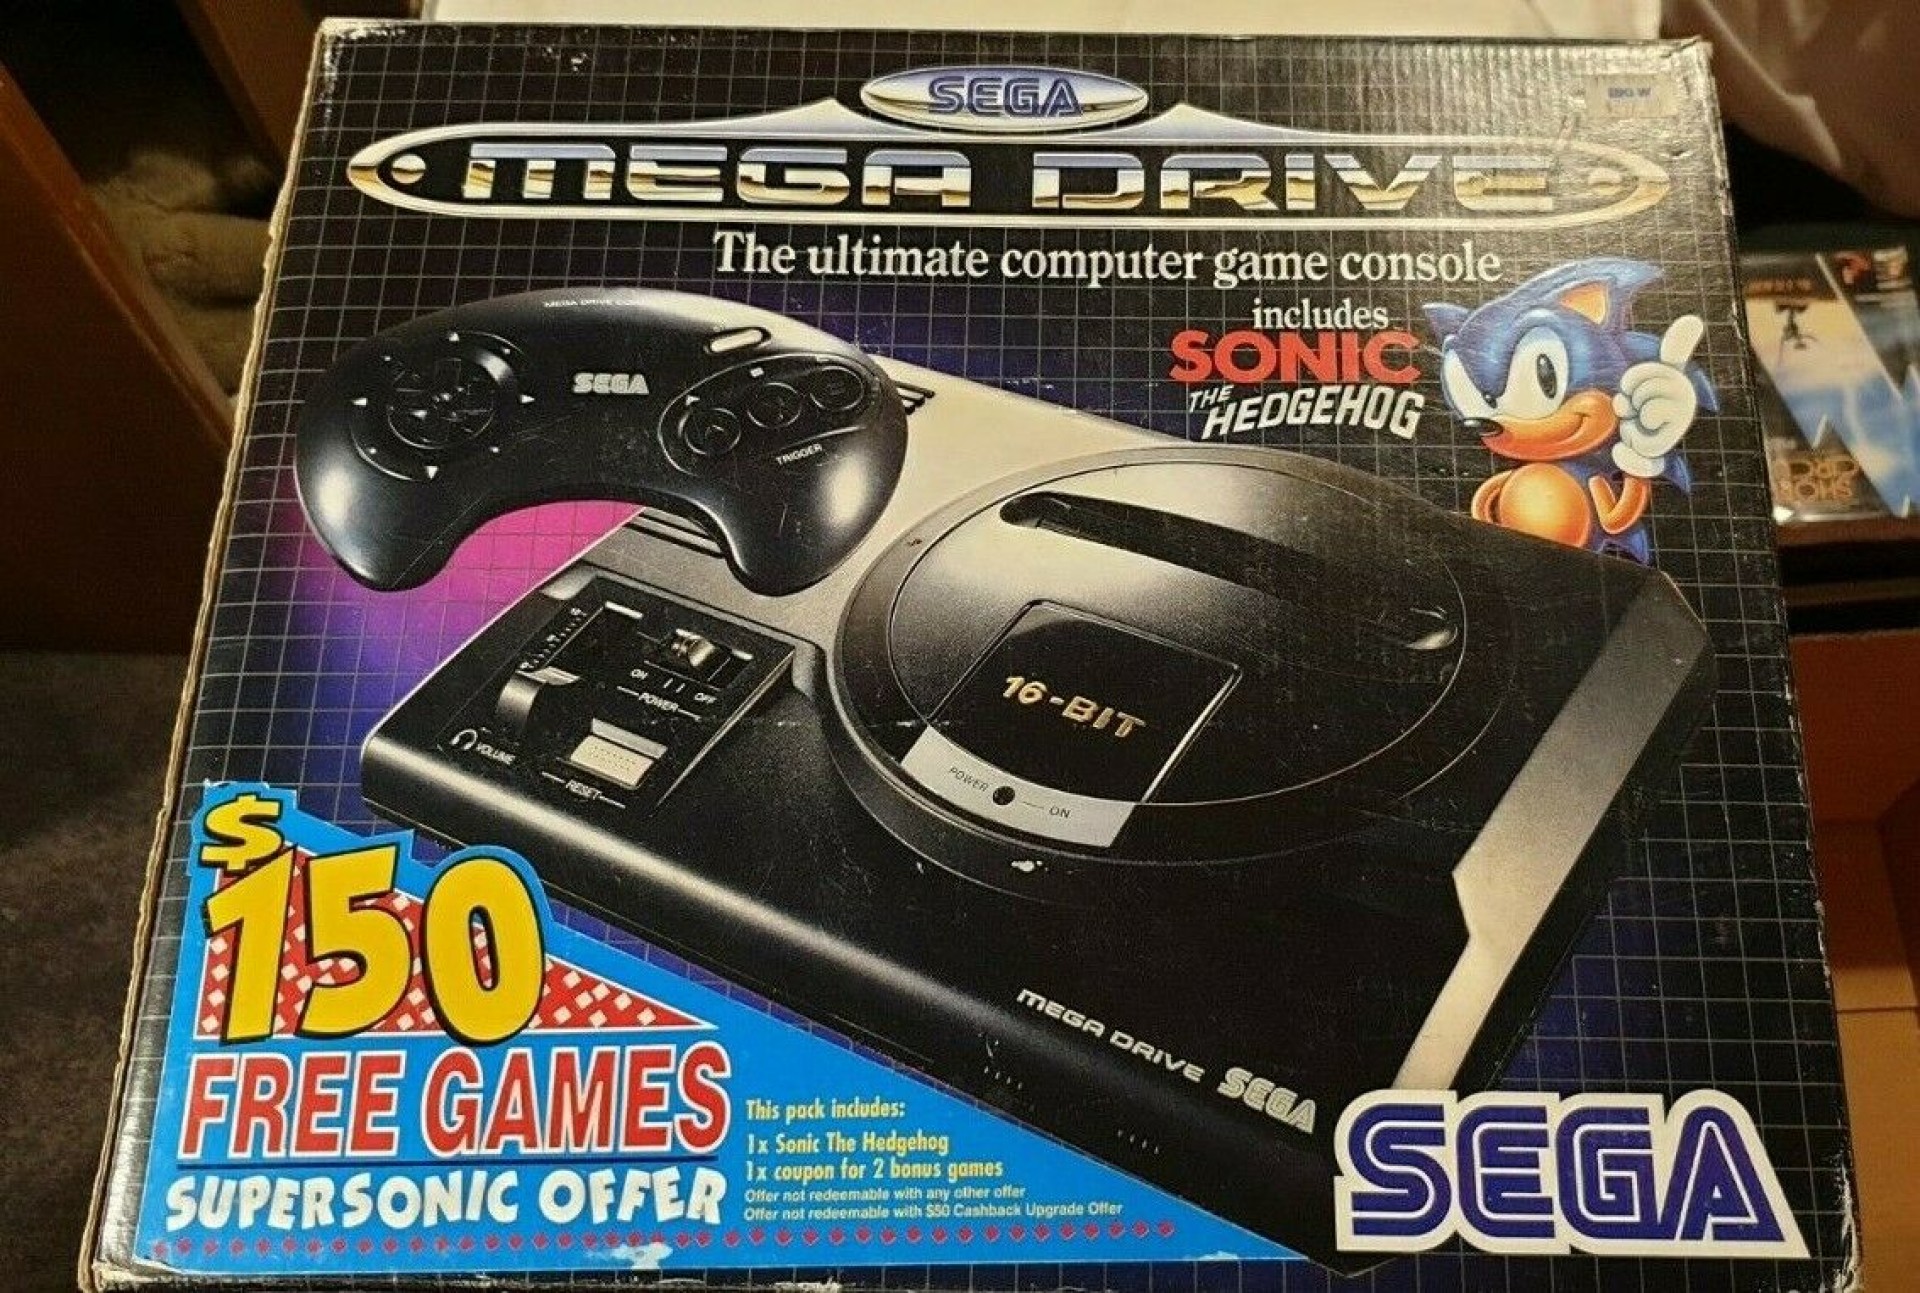 SEGA
BIG W
MEGA DRIVE
The ultimate computer game console
includes
SONIC
THE
HEDGEHOG
SEGA
TRIGGER
16-BIT
ON OFF
POWER
VOLUME
RESET
POWER ON
MEGA DRIVE SEGA
$150
FREE GAMES
SUPERSONIC OFFER
This pack includes:
1x Sonic The Hedgehog
1x coupon for 2 bonus games
Offer not redeemable with any other offer
Offer not redeemable with $50 Cashback Upgrade Offer
SEGA